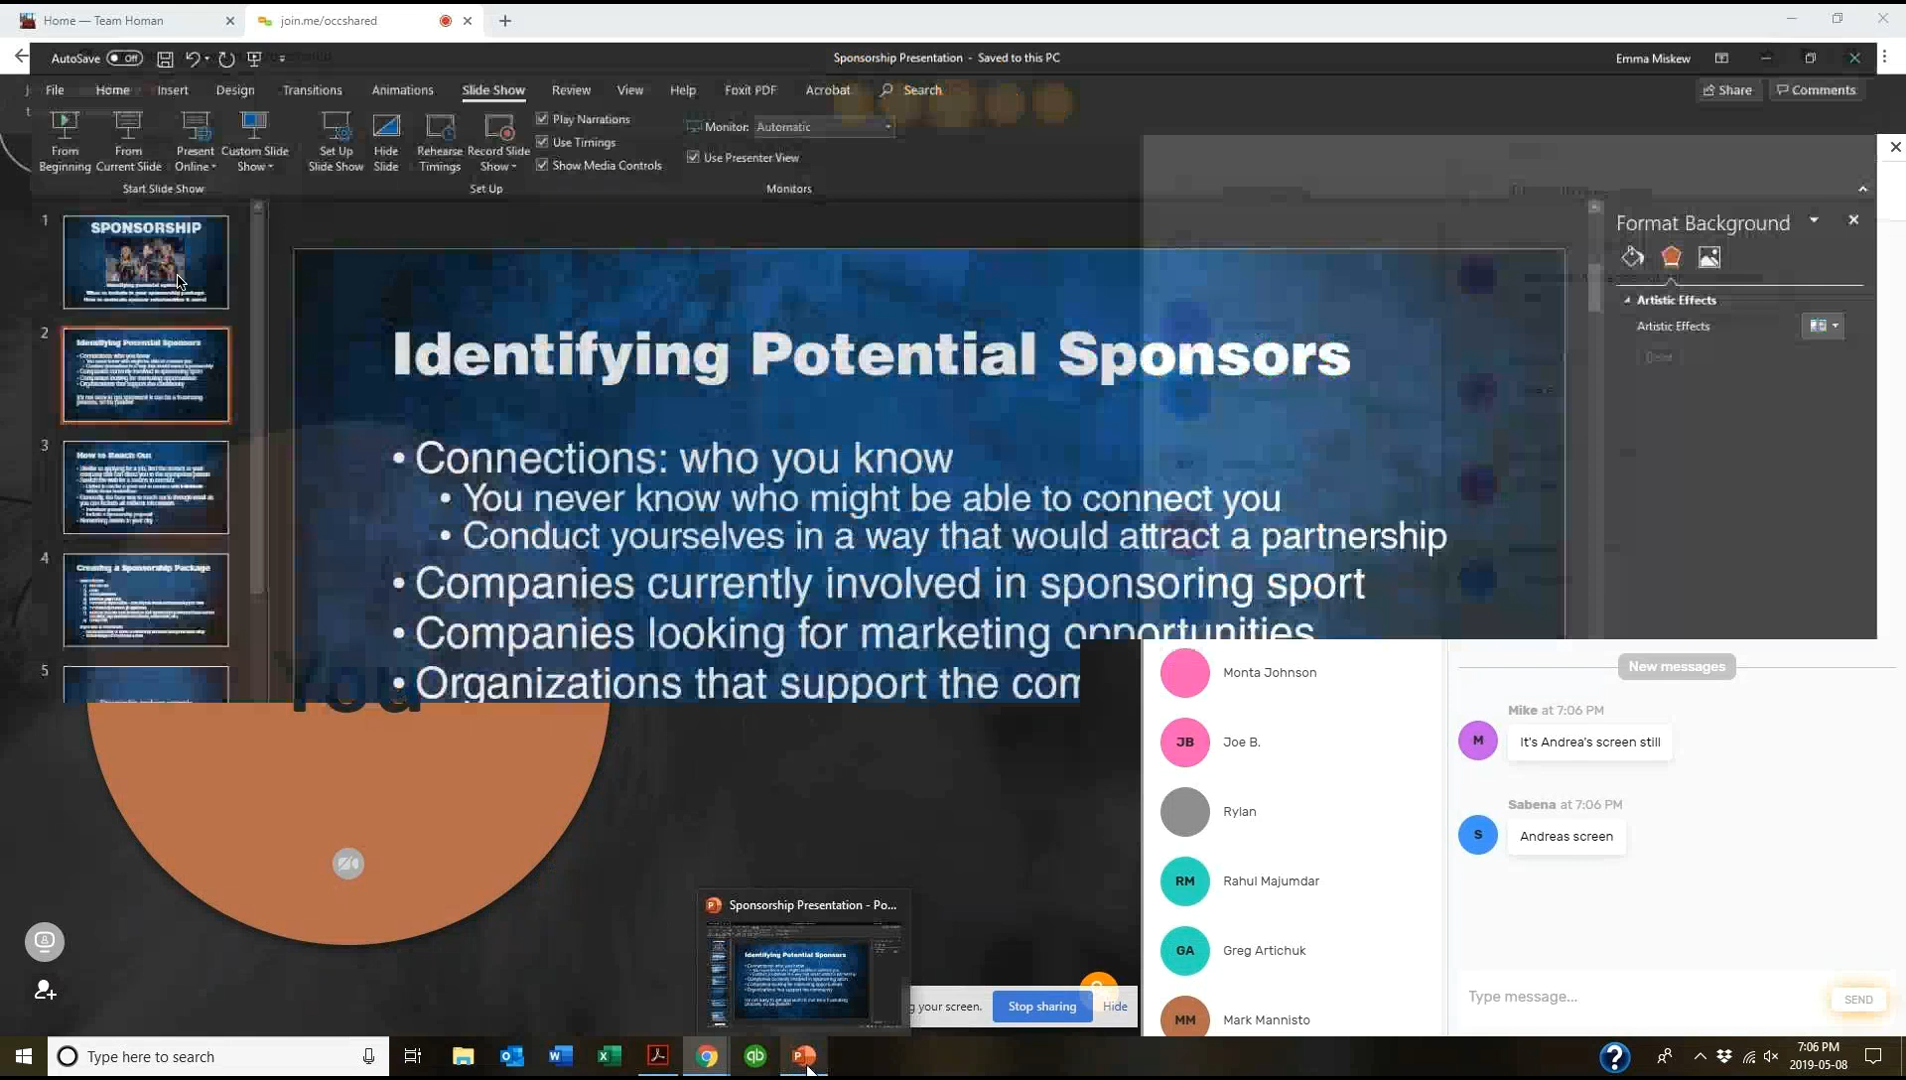 Home — Team Homan
join.me/occshared
AutoSave Off
Sponsorship Presentation - Saved to this PC
Emma Miskew
File Home Insert Design Transitions Animations Slide Show Review View Help Foxit PDF Acrobat Search
Share Comments
From Beginning
From Current Slide
Present Online
Custom Slide Show
Set Up Slide Show
Hide Slide
Rehearse Timings
Record Slide Show
Play Narrations
Use Timings
Show Media Controls
Monitor: Automatic
Use Presenter View
Start Slide Show
Set Up
Monitors
1
SPONSORSHIP
2
Identifying Potential Sponsors
3
How to Reach Out
4
Creating a Sponsorship Package
5
Identifying Potential Sponsors
• Connections: who you know
• You never know who might be able to connect you
• Conduct yourselves in a way that would attract a partnership
• Companies currently involved in sponsoring sport
• Companies looking for marketing opportunities
• Organizations that support the com
Format Background
Artistic Effects
Artistic Effects
You
Monta Johnson
JB Joe B.
Rylan
RM Rahul Majumdar
GA Greg Artichuk
MM Mark Mannisto
New messages
Mike at 7:06 PM
M It's Andrea's screen still
Sabena at 7:06 PM
S Andreas screen
Type message...
SEND
Sponsorship Presentation - Po...
Identifying Potential Sponsors
g your screen. Stop sharing Hide
Type here to search
7:06 PM
2019-05-08